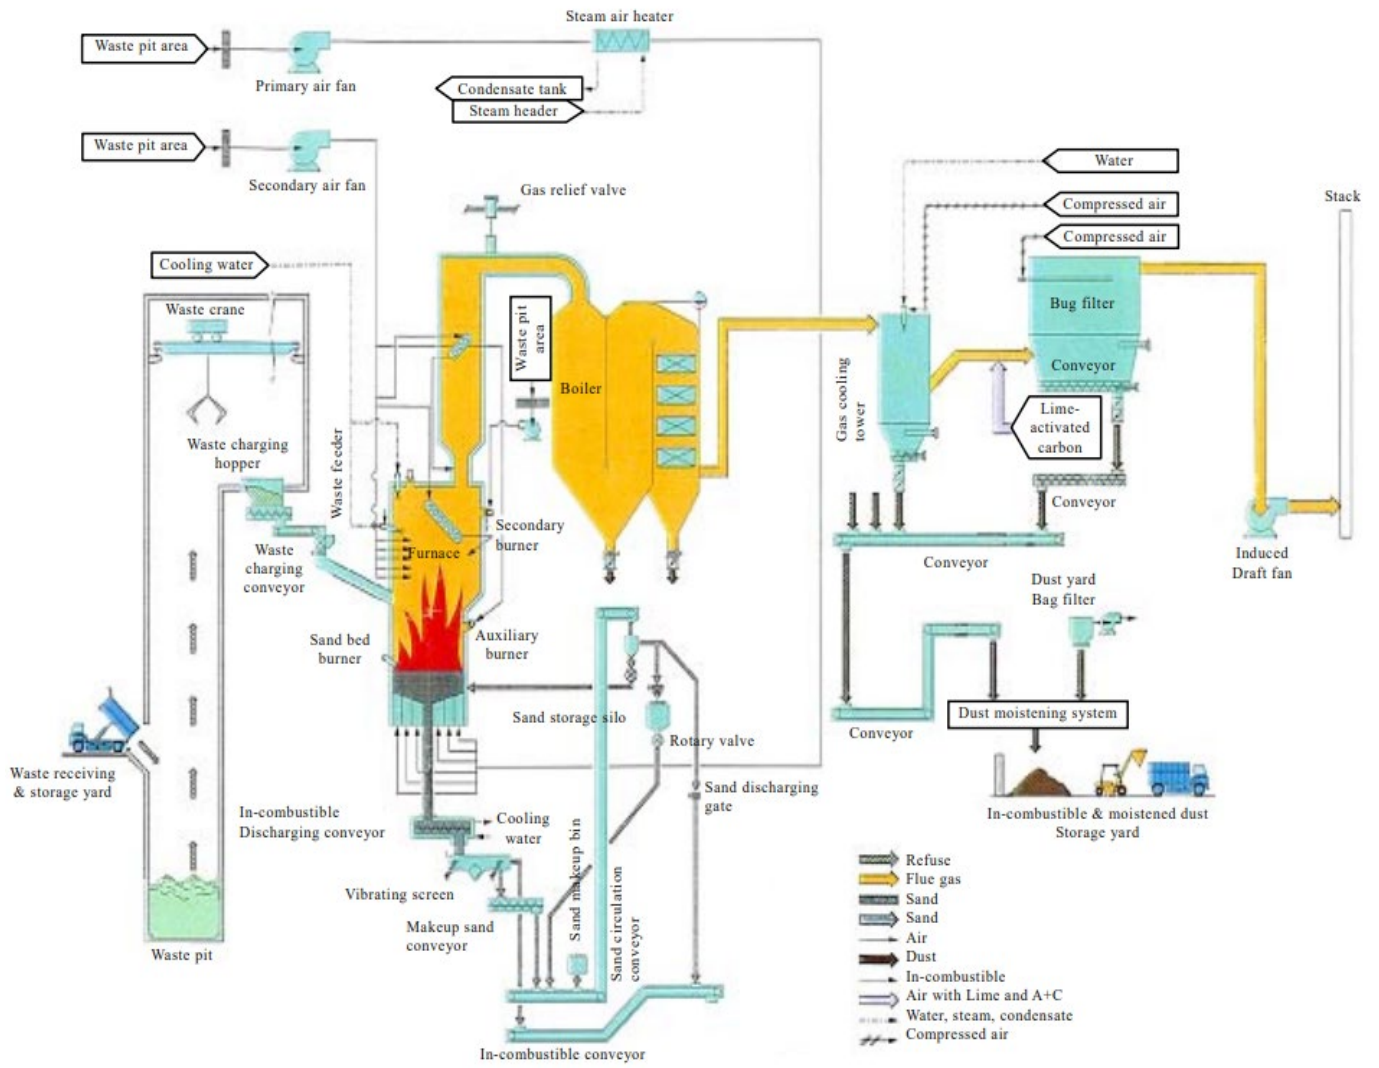 Steam air heater
Waste pit area
Primary air fan
Condensate tank
Steam header
Waste pit area
Secondary air fan
Gas relief valve
Water
Compressed air
Compressed air
Stack
Cooling water
Waste crane
Waste pit
area
Bag filter
Conveyor
Boiler
Gas cooling
tower
Lime-
activated
carbon
Waste charging
hopper
Waste feeder
Conveyor
Secondary
burner
Furnace
Waste
charging
conveyor
Conveyor
Induced
Draft fan
Dust yard
Bag filter
Sand bed
burner
Auxiliary
burner
Sand storage silo
Rotary valve
Dust moistening system
Conveyor
Waste receiving
& storage yard
Sand discharging
gate
In-combustible
Discharging conveyor
Cooling
water
In-combustible & moistened dust
Storage yard
Vibrating screen
Makeup sand
conveyor
Sand makeup bin
Sand circulation
conveyor
Waste pit
In-combustible conveyor
Refuse
Flue gas
Sand
Sand
Air
Dust
In-combustible
Air with Lime and A+C
Water, steam, condensate
Compressed air